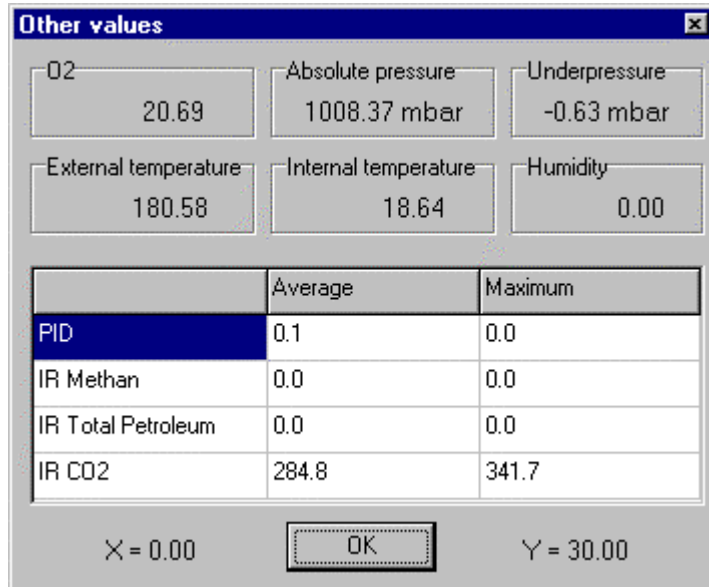 Other values
O2 Absolute pressure Underpressure
20.69 1008.37 mbar -0.63 mbar
External temperature Internal temperature Humidity
180.58 18.64 0.00
Average Maximum
PID 0.1 0.0
IR Methan 0.0 0.0
IR Total Petroleum 0.0 0.0
IR CO2 284.8 341.7
X = 0.00 OK Y = 30.00